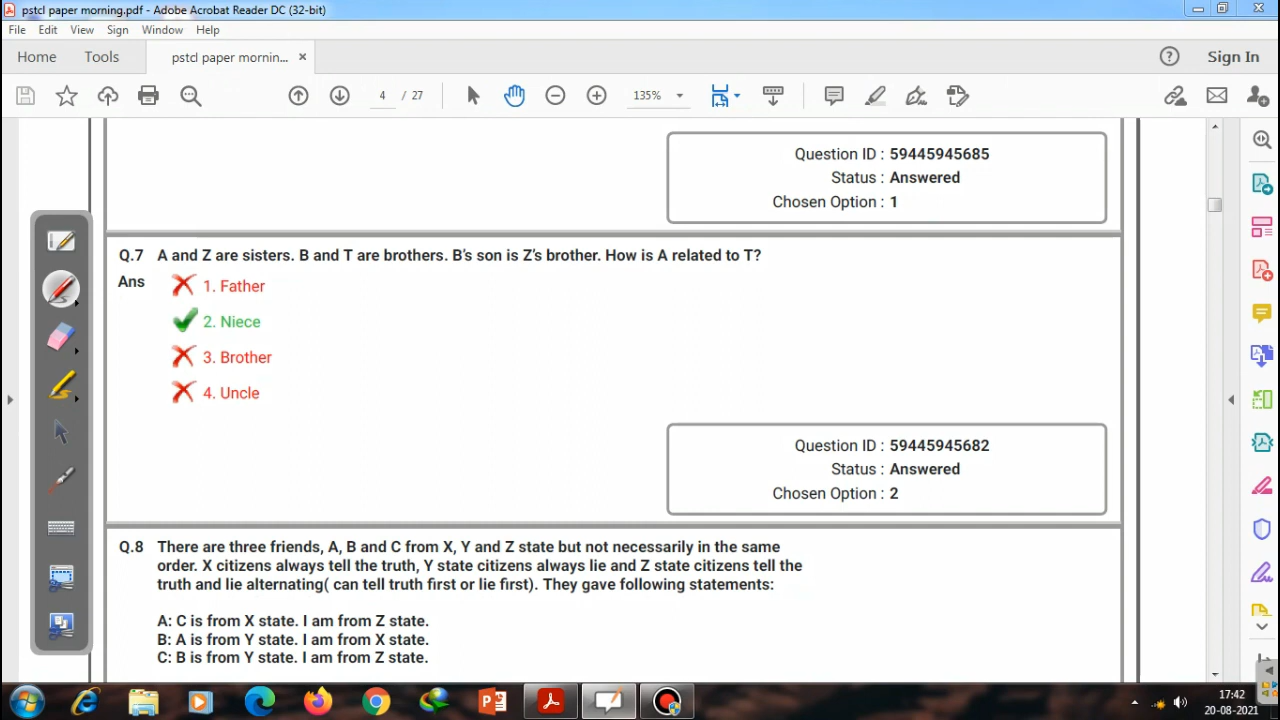 pstcl paper morning.pdf - Adobe Acrobat Reader DC (32-bit)
File Edit View Sign Window Help
Home Tools pstcl paper mornin... Sign In
4 / 27 135%
Question ID : 59445945685
Status : Answered
Chosen Option : 1
Q.7 A and Z are sisters. B and T are brothers. B's son is Z's brother. How is A related to T?
Ans 1. Father
2. Niece
3. Brother
4. Uncle
Question ID : 59445945682
Status : Answered
Chosen Option : 2
Q.8 There are three friends, A, B and C from X, Y and Z state but not necessarily in the same
order. X citizens always tell the truth, Y state citizens always lie and Z state citizens tell the
truth and lie alternating( can tell truth first or lie first). They gave following statements:
A: C is from X state. I am from Z state.
B: A is from Y state. I am from X state.
C: B is from Y state. I am from Z state.
17:42
20-08-2021